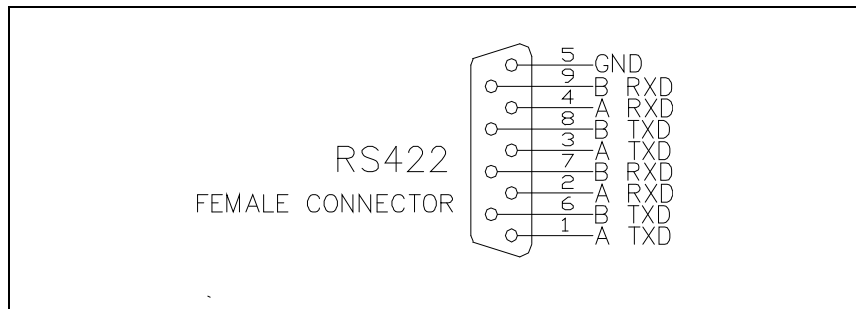 5 GND
9 B RXD
4 A RXD
8 B TXD
3 A TXD
RS422
7 B RXD
2 A RXD
FEMALE CONNECTOR
6 B TXD
1 A TXD